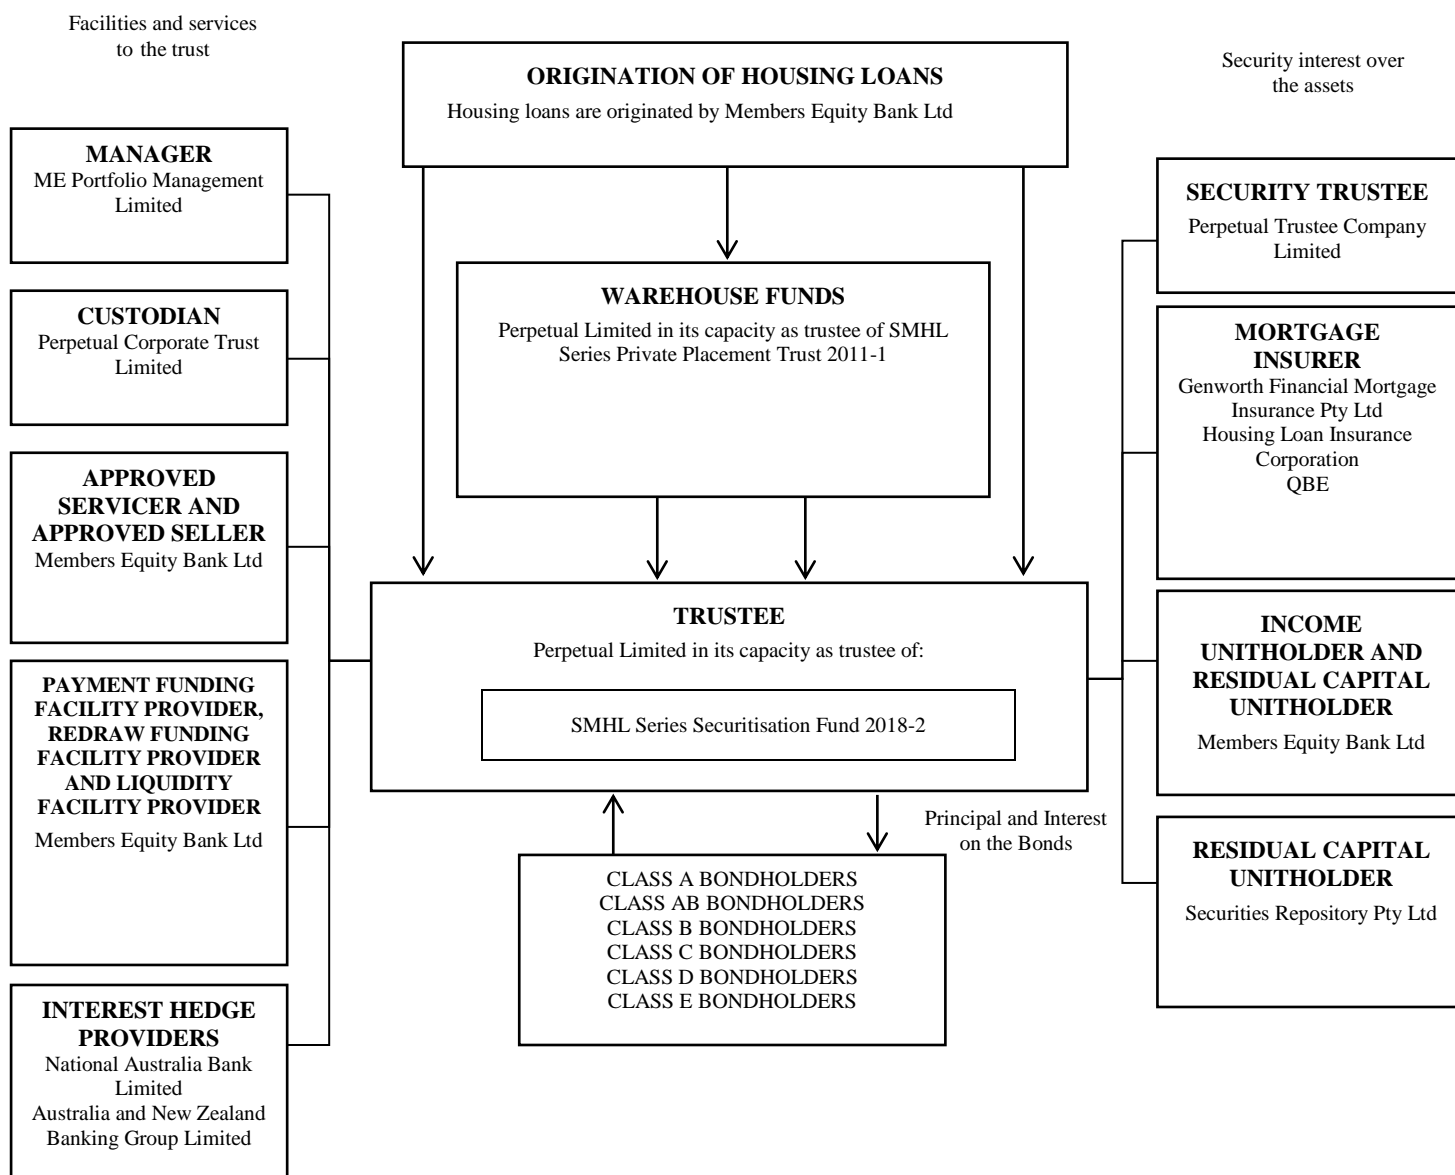 Facilities and services
to the trust
ORIGINATION OF HOUSING LOANS
Housing loans are originated by Members Equity Bank Ltd
Security interest over
the assets
MANAGER
ME Portfolio Management
Limited
CUSTODIAN
Perpetual Corporate Trust
Limited
APPROVED
SERVICER AND
APPROVED SELLER
Members Equity Bank Ltd
PAYMENT FUNDING
FACILITY PROVIDER,
REDRAW FUNDING
FACILITY PROVIDER
AND LIQUIDITY
FACILITY PROVIDER
Members Equity Bank Ltd
INTEREST HEDGE
PROVIDERS
National Australia Bank
Limited
Australia and New Zealand
Banking Group Limited
WAREHOUSE FUNDS
Perpetual Limited in its capacity as trustee of SMHL
Series Private Placement Trust 2011-1
TRUSTEE
Perpetual Limited in its capacity as trustee of:
SMHL Series Securitisation Fund 2018-2
Principal and Interest
on the Bonds
CLASS A BONDHOLDERS
CLASS AB BONDHOLDERS
CLASS B BONDHOLDERS
CLASS C BONDHOLDERS
CLASS D BONDHOLDERS
CLASS E BONDHOLDERS
SECURITY TRUSTEE
Perpetual Trustee Company
Limited
MORTGAGE
INSURER
Genworth Financial Mortgage
Insurance Pty Ltd
Housing Loan Insurance
Corporation
QBE
INCOME
UNITHOLDER AND
RESIDUAL CAPITAL
UNITHOLDER
Members Equity Bank Ltd
RESIDUAL CAPITAL
UNITHOLDER
Securities Repository Pty Ltd